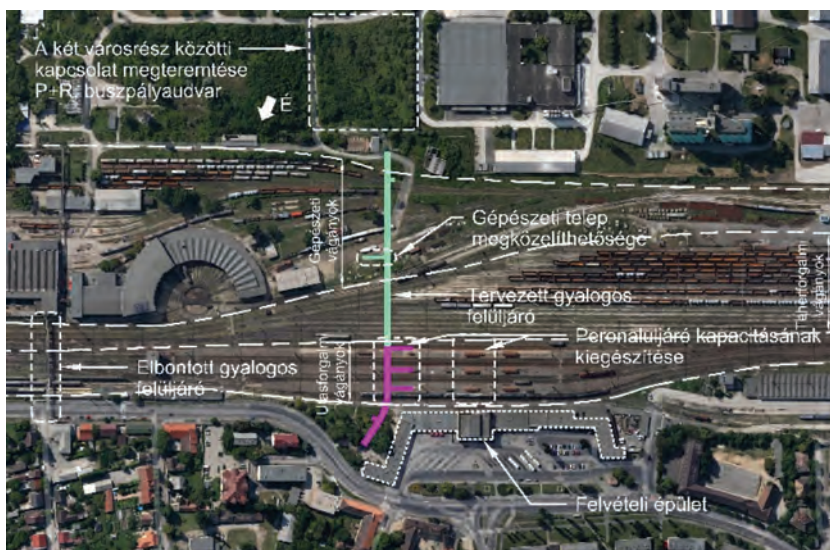 A két városrész közötti
kapcsolat megteremtése
P+R, buszpályaudvar
É
Gépészeti
vágányok
Gépészeti telep
megközelíthetősége
Tervezett gyalogos
felüljáró
Teherforgalmi
vágányok
Utasforgalmi
vágányok
Peronaluljáró kapacitásának
kiegészítése
Elbontott gyalogos
felüljáró
Felvételi épület